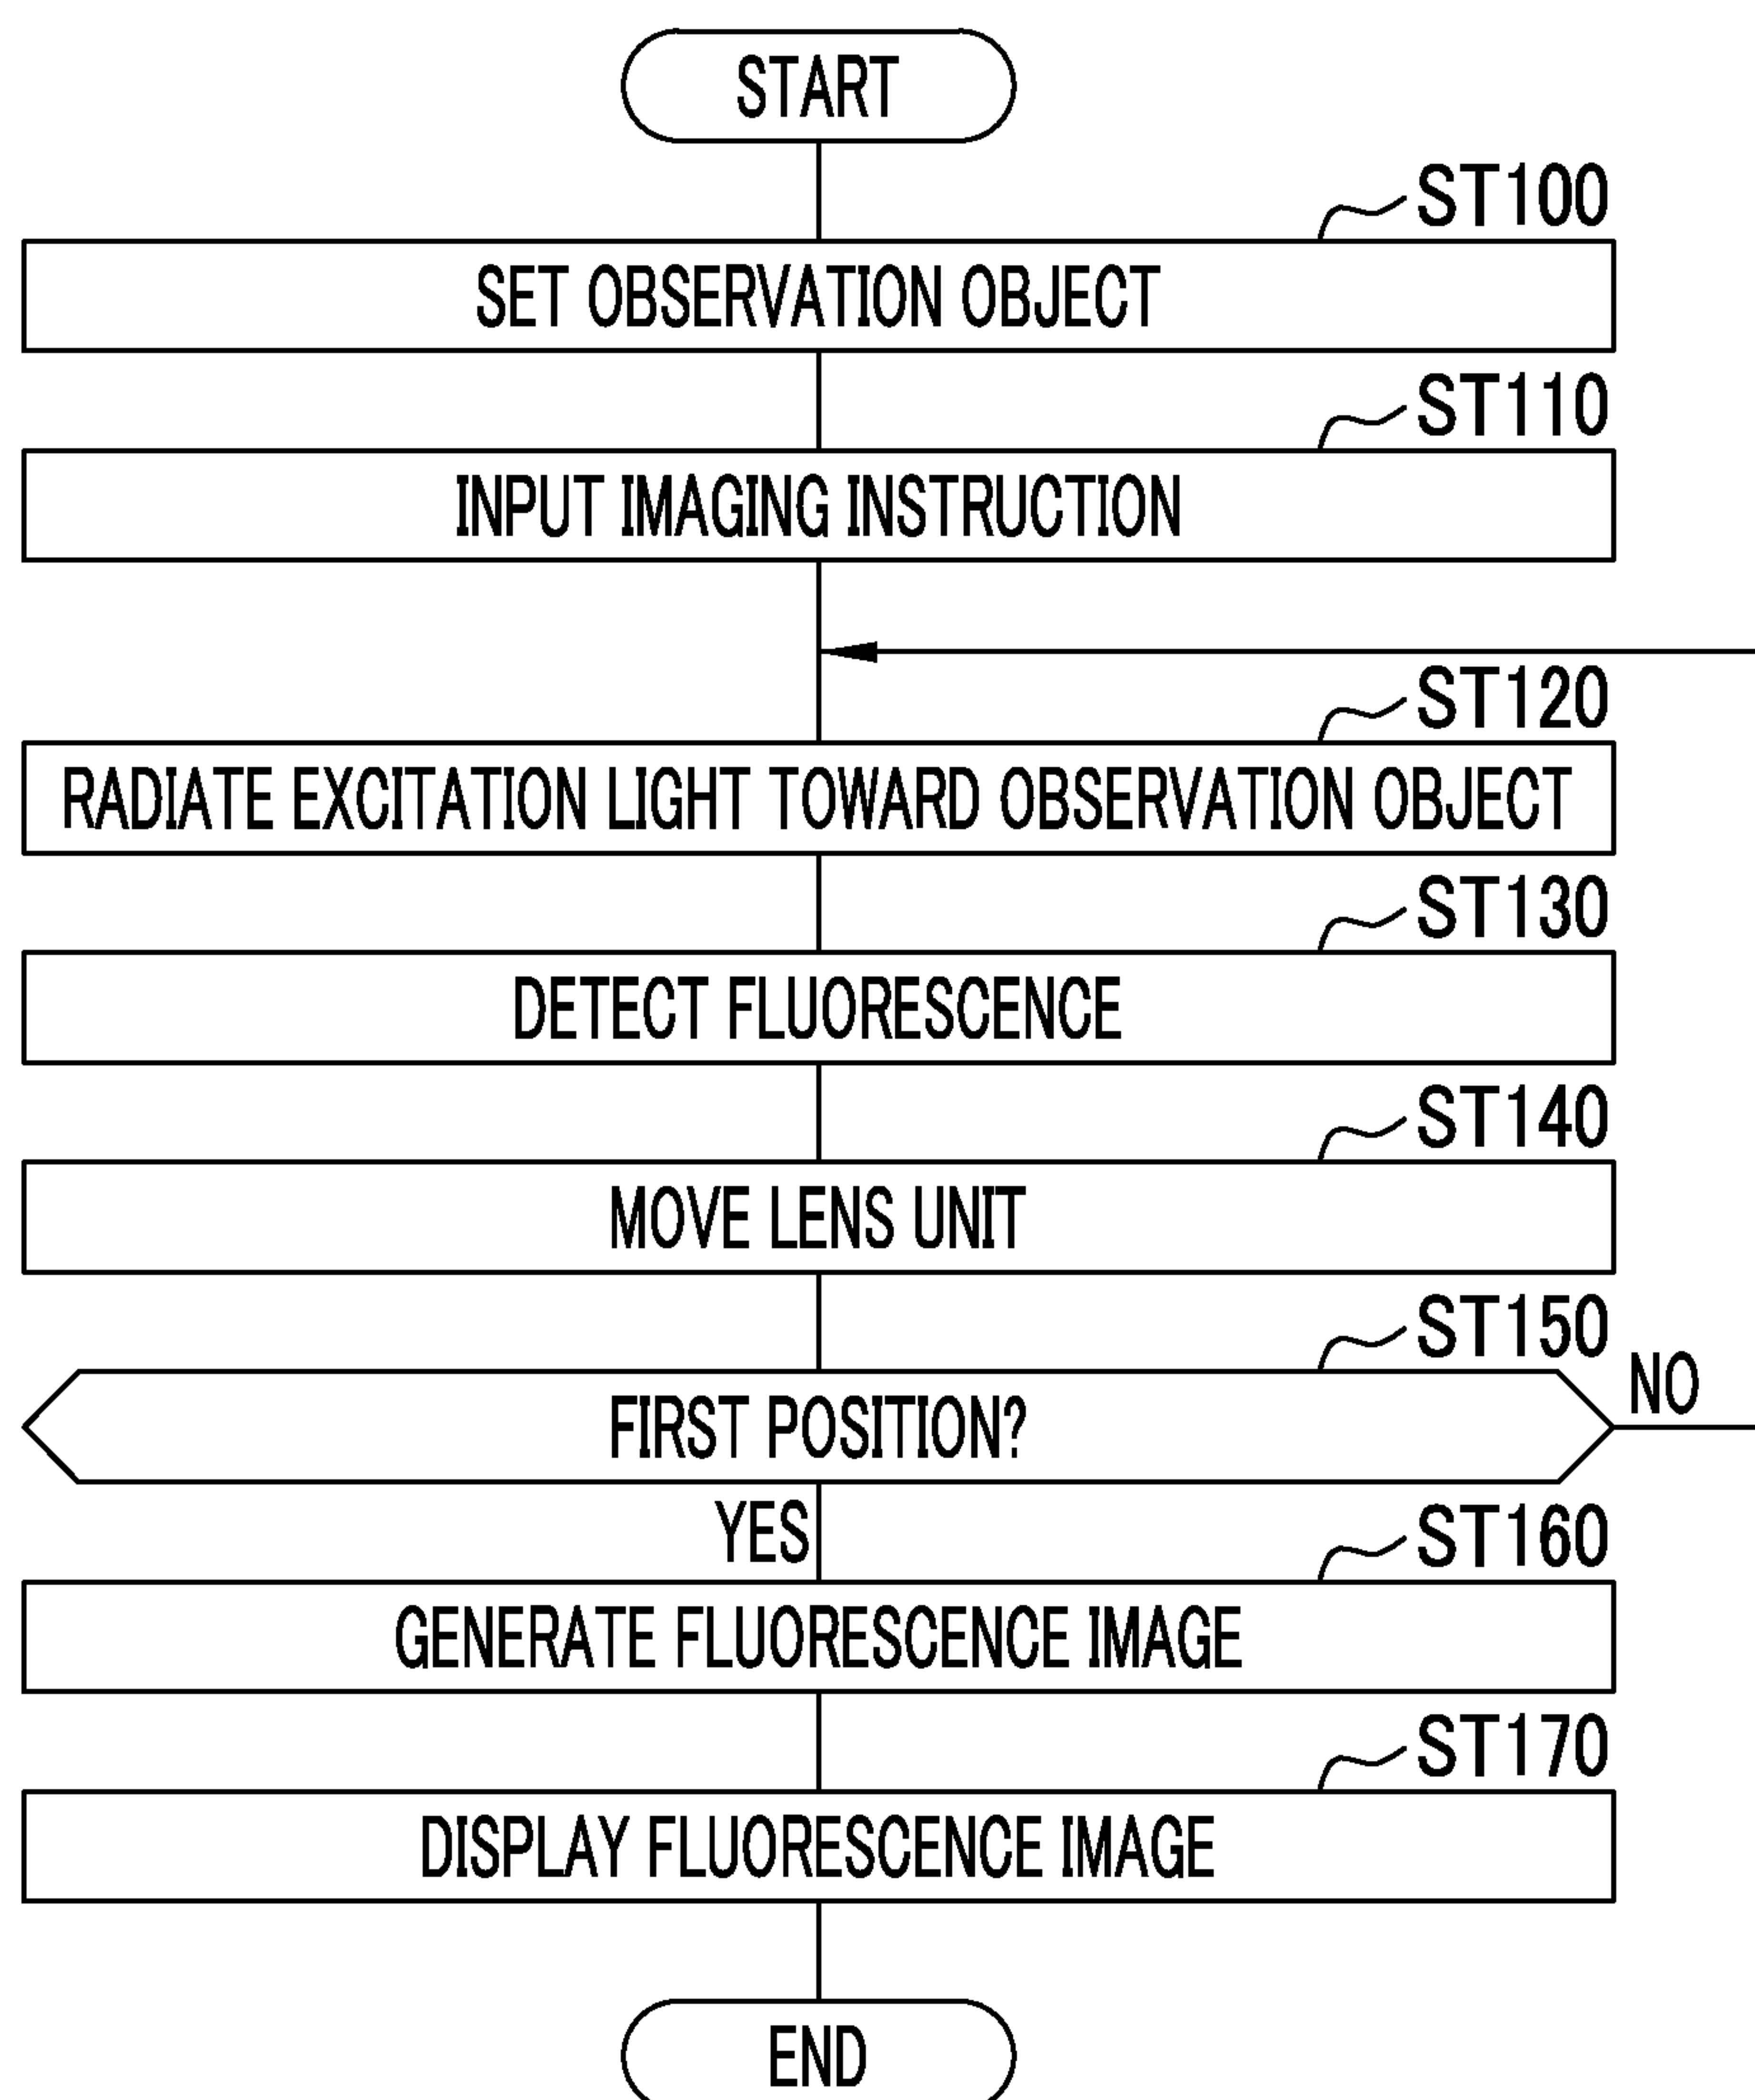 START
ST100
SET OBSERVATION OBJECT
ST110
INPUT IMAGING INSTRUCTION
ST120
RADIATE EXCITATION LIGHT TOWARD OBSERVATION OBJECT
ST130
DETECT FLUORESCENCE
ST140
MOVE LENS UNIT
ST150
FIRST POSITION?
NO
YES
ST160
GENERATE FLUORESCENCE IMAGE
ST170
DISPLAY FLUORESCENCE IMAGE
END